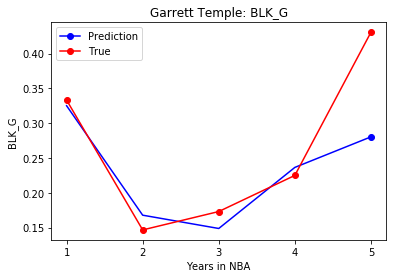 Garrett Temple: BLK_G
Prediction
True
BLK_G
0.40
0.35
0.30
0.25
0.20
0.15
1 2 3 4 5
Years in NBA